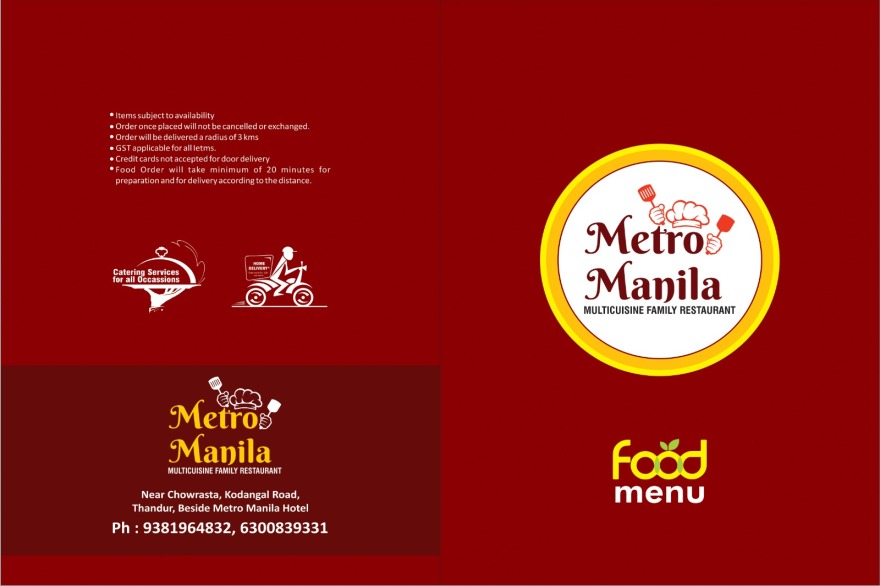 Items subject to availability
Order once placed will not be cancelled or exchanged.
Order will be delivered a radius of 3 kms
GST applicable for all Ietms.
Credit cards not accepted for door delivery
Food Order will take minimum of 20 minutes for
preparation and for delivery according to the distance.
Catering Services
for all Occassions
HOME
DELIVERY*
Metro
Manila
MULTICUISINE FAMILY RESTAURANT
Near Chowrasta, Kodangal Road,
Thandur, Beside Metro Manila Hotel
Ph : 9381964832, 6300839331
Metro
Manila
MULTICUISINE FAMILY RESTAURANT
food
menu